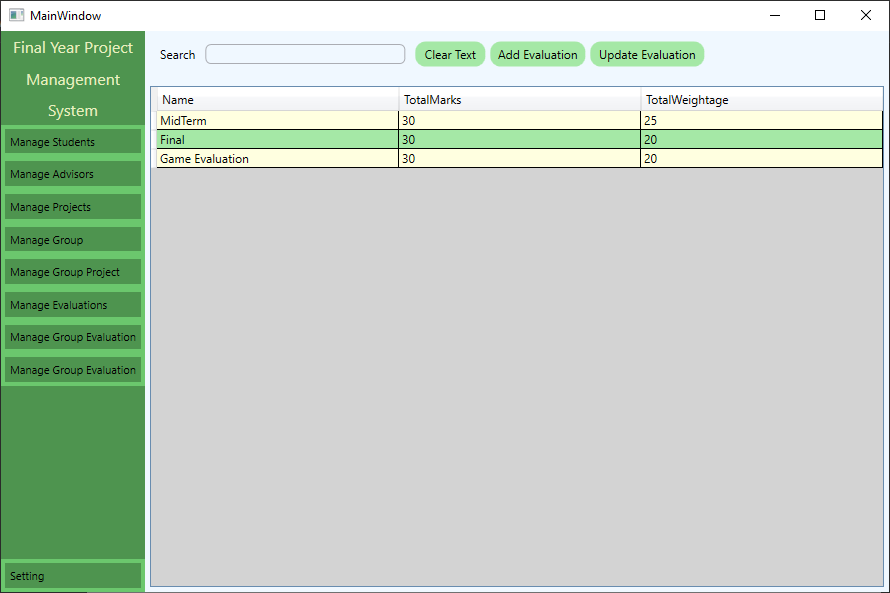 MainWindow
Final Year Project
Management
System
Manage Students
Manage Advisors
Manage Projects
Manage Group
Manage Group Project
Manage Evaluations
Manage Group Evaluation
Manage Group Evaluation
Setting
Search Clear Text Add Evaluation Update Evaluation
Name TotalMarks TotalWeightage
MidTerm 30 25
Final 30 20
Game Evaluation 30 20